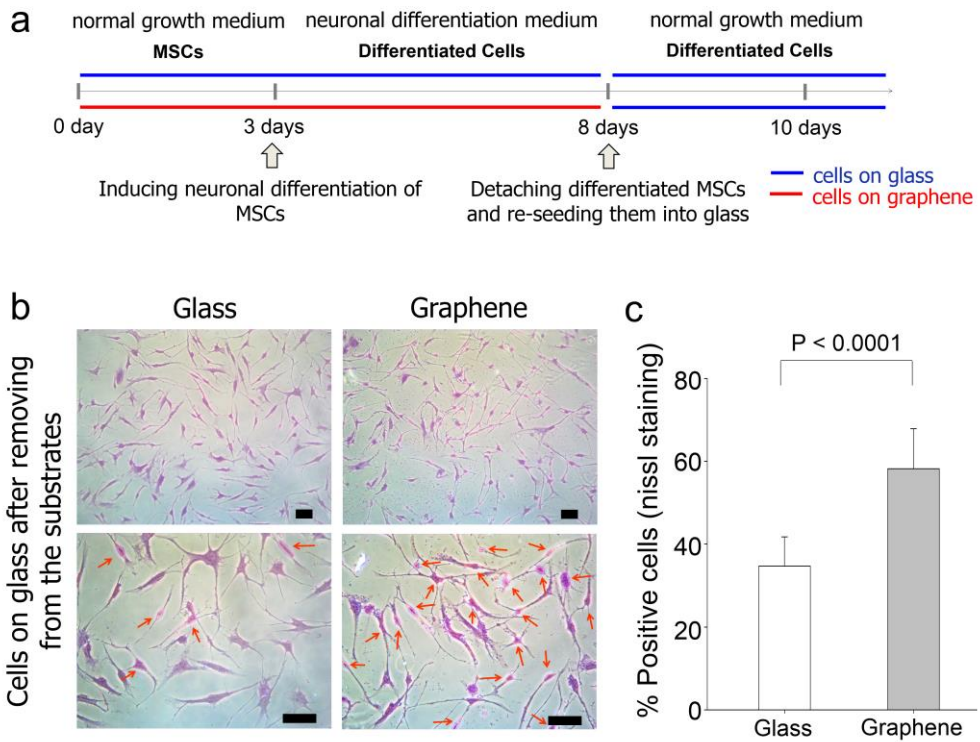 a
normal growth medium
MSCs
neuronal differentiation medium
Differentiated Cells
normal growth medium
Differentiated Cells
0 day
3 days
8 days
10 days
Inducing neuronal differentiation of
MSCs
Detaching differentiated MSCs
and re-seeding them into glass
cells on glass
cells on graphene
b
Glass
Graphene
Cells on glass after removing
from the substrates
c
P < 0.0001
% Positive cells (nissl staining)
80
60
40
20
0
Glass
Graphene